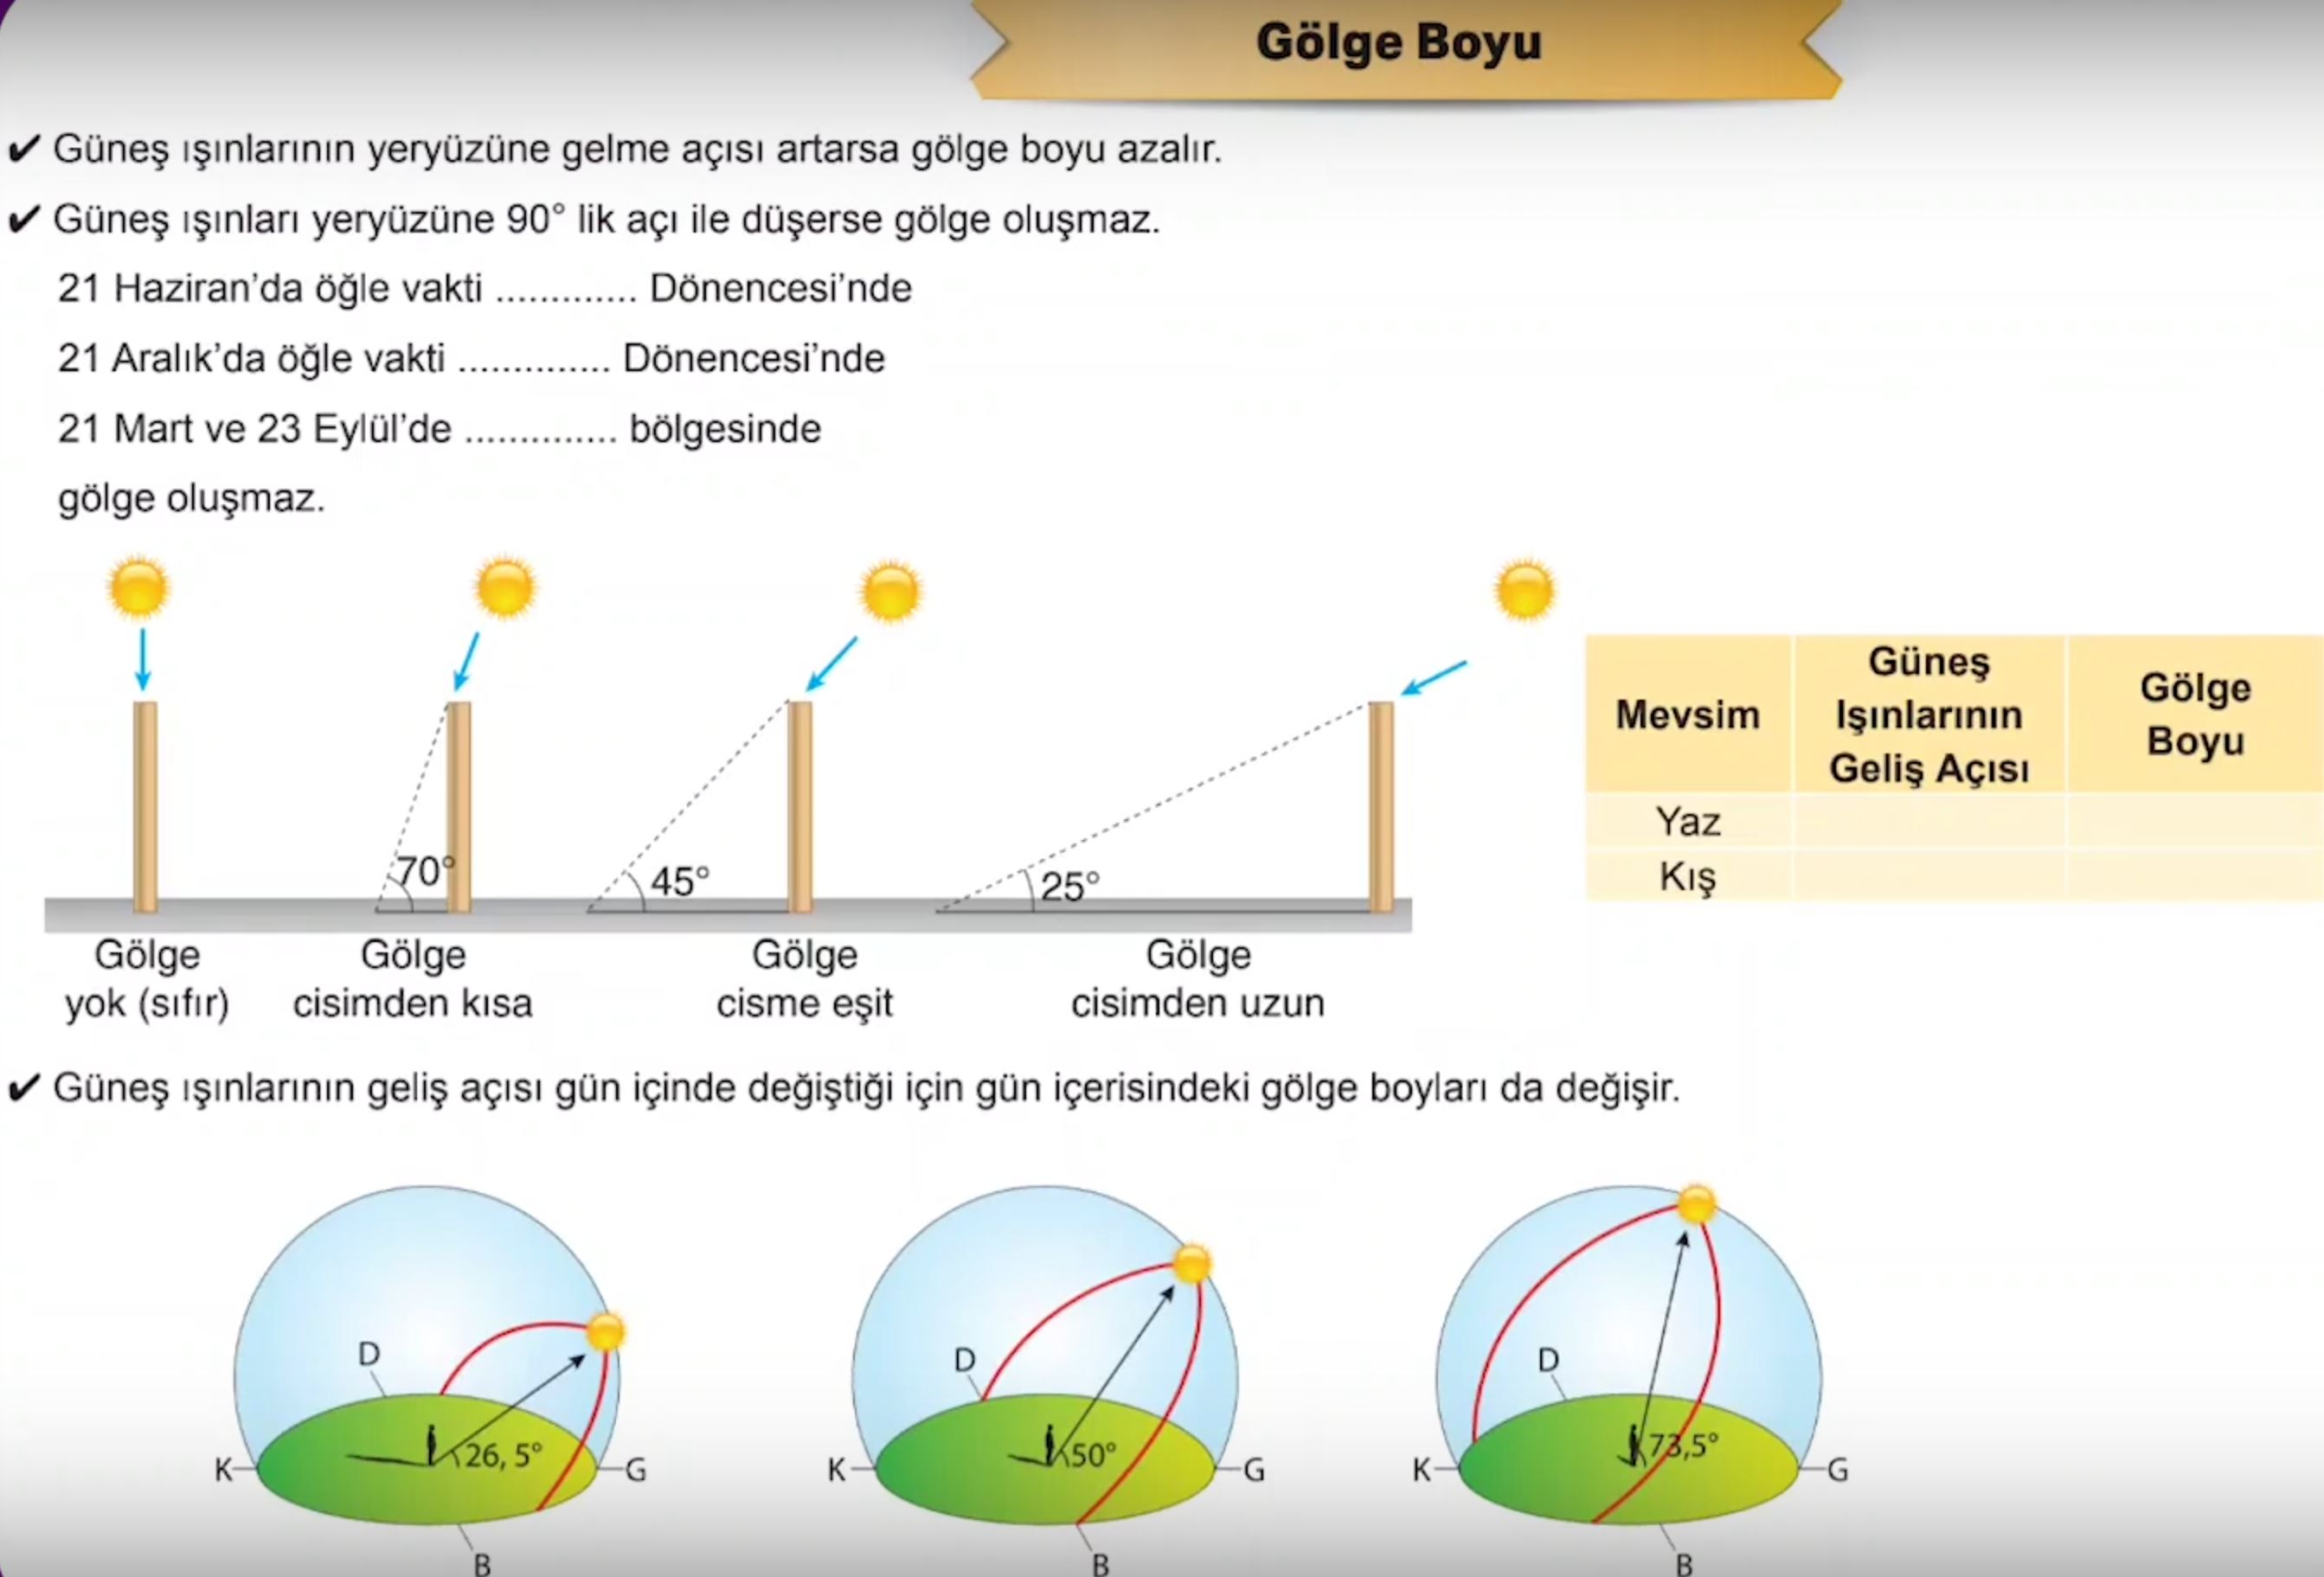 Gölge Boyu
✔ Güneş ışınlarının yeryüzüne gelme açısı artarsa gölge boyu azalır.
✔ Güneş ışınları yeryüzüne 90° lik açı ile düşerse gölge oluşmaz.
21 Haziran'da öğle vakti ............. Dönencesi'nde
21 Aralık'da öğle vakti .............. Dönencesi'nde
21 Mart ve 23 Eylül'de .............. bölgesinde
gölge oluşmaz.
70°
45°
25°
Gölge
yok (sıfır)
Gölge
cisimden kısa
Gölge
cisme eşit
Gölge
cisimden uzun
Mevsim
Güneş
Işınlarının
Geliş Açısı
Gölge
Boyu
Yaz
Kış
✔ Güneş ışınlarının geliş açısı gün içinde değiştiği için gün içerisindeki gölge boyları da değişir.
D
K
26, 5°
G
B
D
K
50°
G
B
D
K
73,5°
G
B